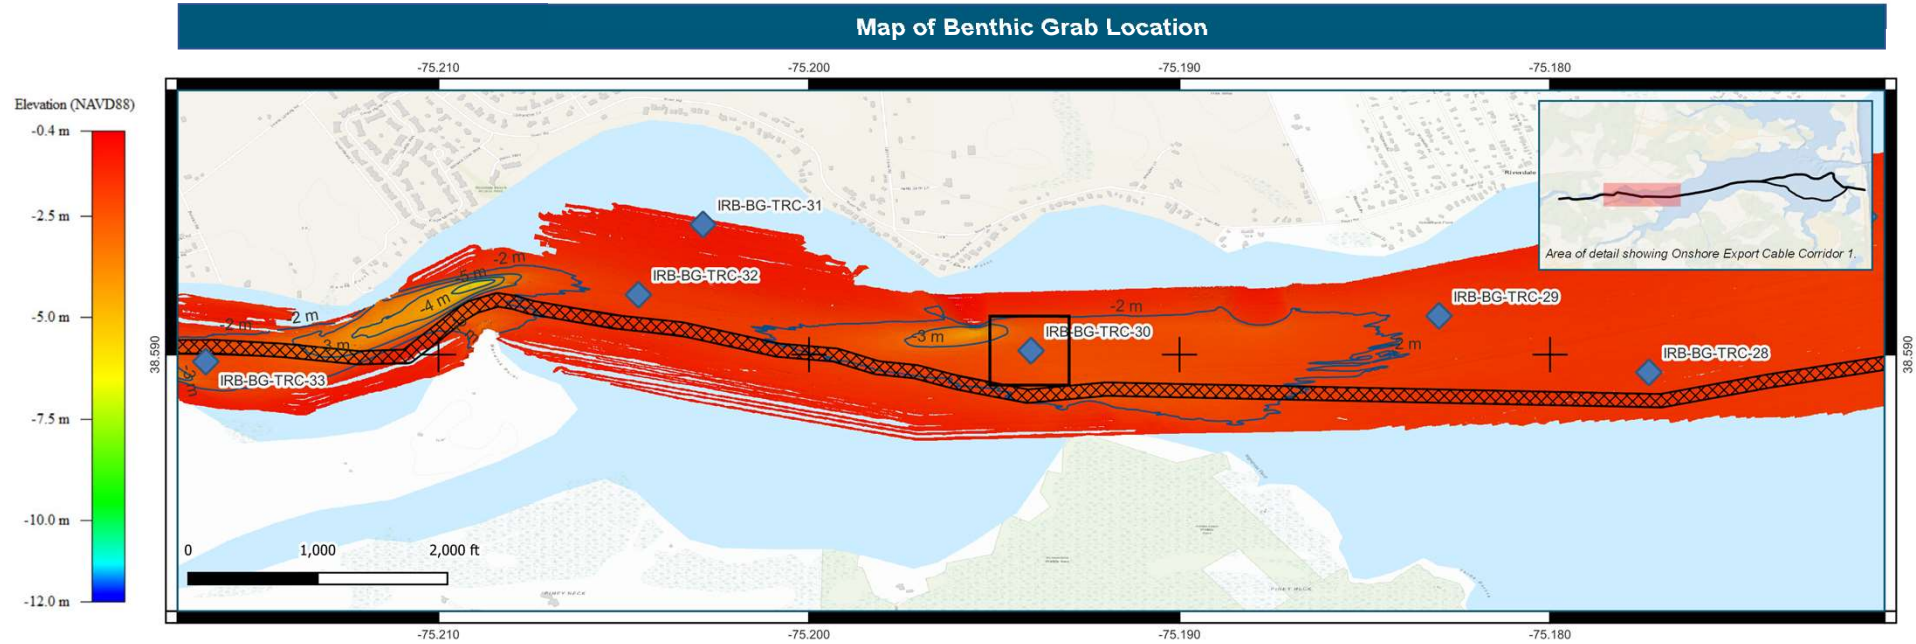 Map of Benthic Grab Location
-75.210
-75.200
-75.190
-75.180
Elevation (NAVD88)
-0.4 m
-2.5 m
-5.0 m
-7.5 m
-10.0 m
-12.0 m
38.590
38.590
IRB-BG-TRC-31
IRB-BG-TRC-32
IRB-BG-TRC-29
IRB-BG-TRC-30
IRB-BG-TRC-28
IRB-BG-TRC-33
-2 m
-5 m
-4 m
-2 m
-2 m
-3 m
-2 m
-3 m
-2 m
Riverdale
Area of detail showing Onshore Export Cable Corridor 1.
0
1,000
2,000 ft
-75.210
-75.200
-75.190
-75.180